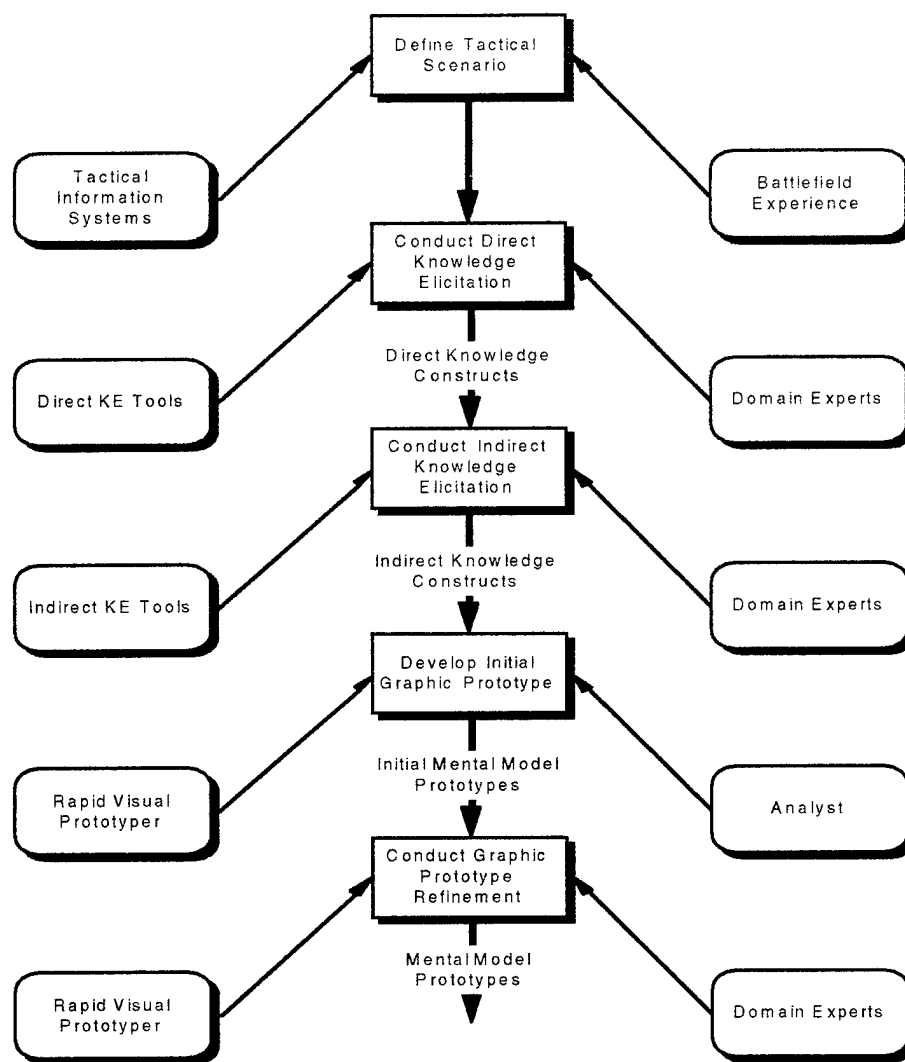 Define Tactical
Scenario
Tactical
Information
Systems
Battlefield
Experience
Conduct Direct
Knowledge
Elicitation
Direct Knowledge
Constructs
Direct KE Tools
Domain Experts
Conduct Indirect
Knowledge
Elicitation
Indirect Knowledge
Constructs
Indirect KE Tools
Domain Experts
Develop Initial
Graphic Prototype
Initial Mental Model
Prototypes
Rapid Visual
Prototyper
Analyst
Conduct Graphic
Prototype
Refinement
Mental Model
Prototypes
Rapid Visual
Prototyper
Domain Experts